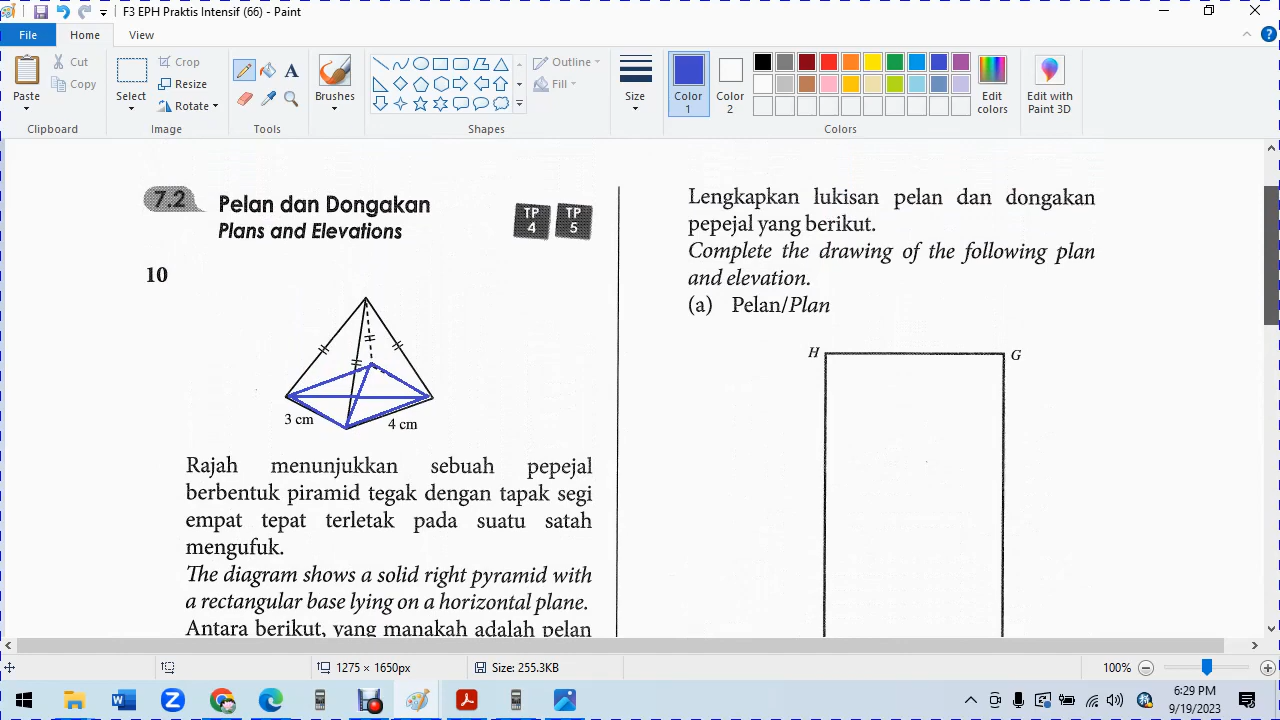 F3 EPH Praktis Intensif (66) - Paint
File
Home
View
Paste
Cut
Copy
Clipboard
Select
Crop
Resize
Rotate
Image
A
Tools
Brushes
Outline
Fill
Shapes
Size
Color
1
Color
2
Colors
Edit
colors
Edit with
Paint 3D
7.2
Pelan dan Dongakan
Plans and Elevations
TP
4
TP
5
10
3 cm
4 cm
Rajah menunjukkan sebuah pepejal
berbentuk piramid tegak dengan tapak segi
empat tepat terletak pada suatu satah
mengufuk.
The diagram shows a solid right pyramid with
a rectangular base lying on a horizontal plane.
Antara berikut, yang manakah adalah pelan
Lengkapkan lukisan pelan dan dongakan
pepejal yang berikut.
Complete the drawing of the following plan
and elevation.
(a) Pelan/Plan
H
G
1275 × 1650px
Size: 255.3KB
100%
6:29 PM
9/19/2023